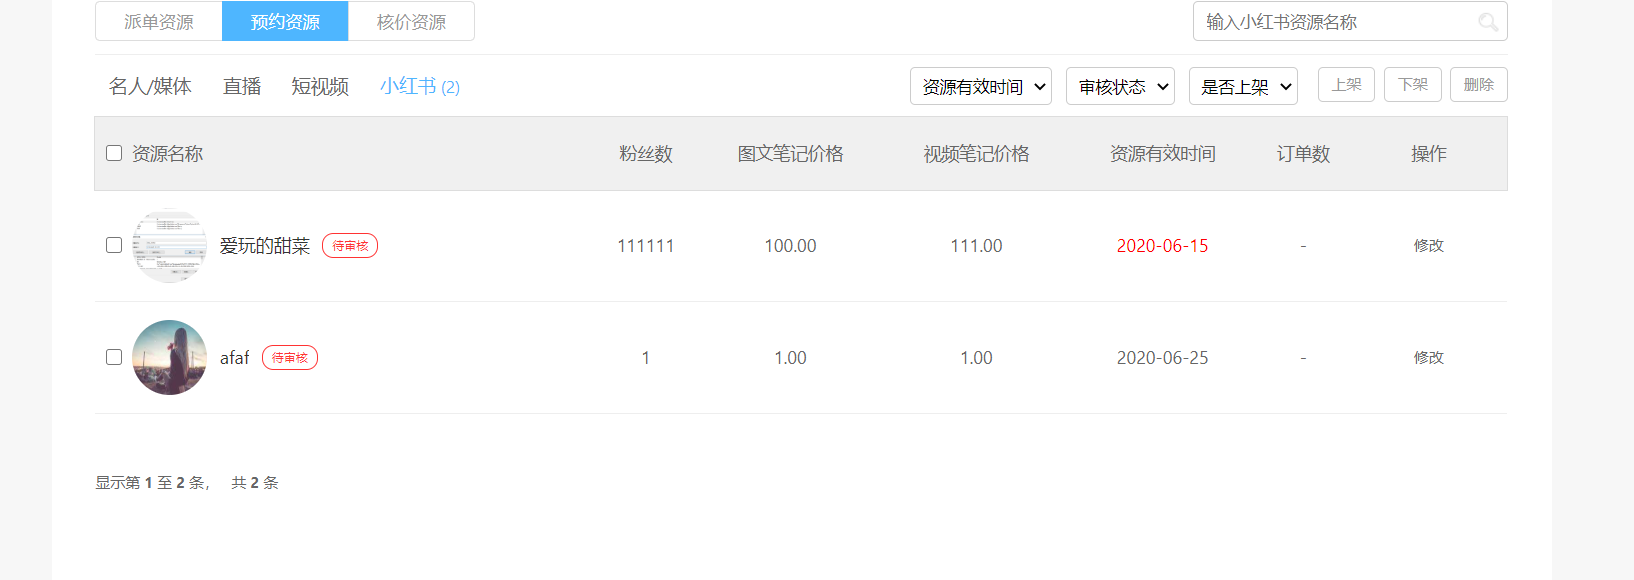 派单资源 预约资源 核价资源 输入小红书资源名称
名人/媒体 直播 短视频 小红书 (2) 资源有效时间 审核状态 是否上架 上架 下架 删除
资源名称 粉丝数 图文笔记价格 视频笔记价格 资源有效时间 订单数 操作
爱玩的甜菜 待审核 111111 100.00 111.00 2020-06-15 - 修改
afaf 待审核 1 1.00 1.00 2020-06-25 - 修改
显示第 1 至 2 条， 共 2 条